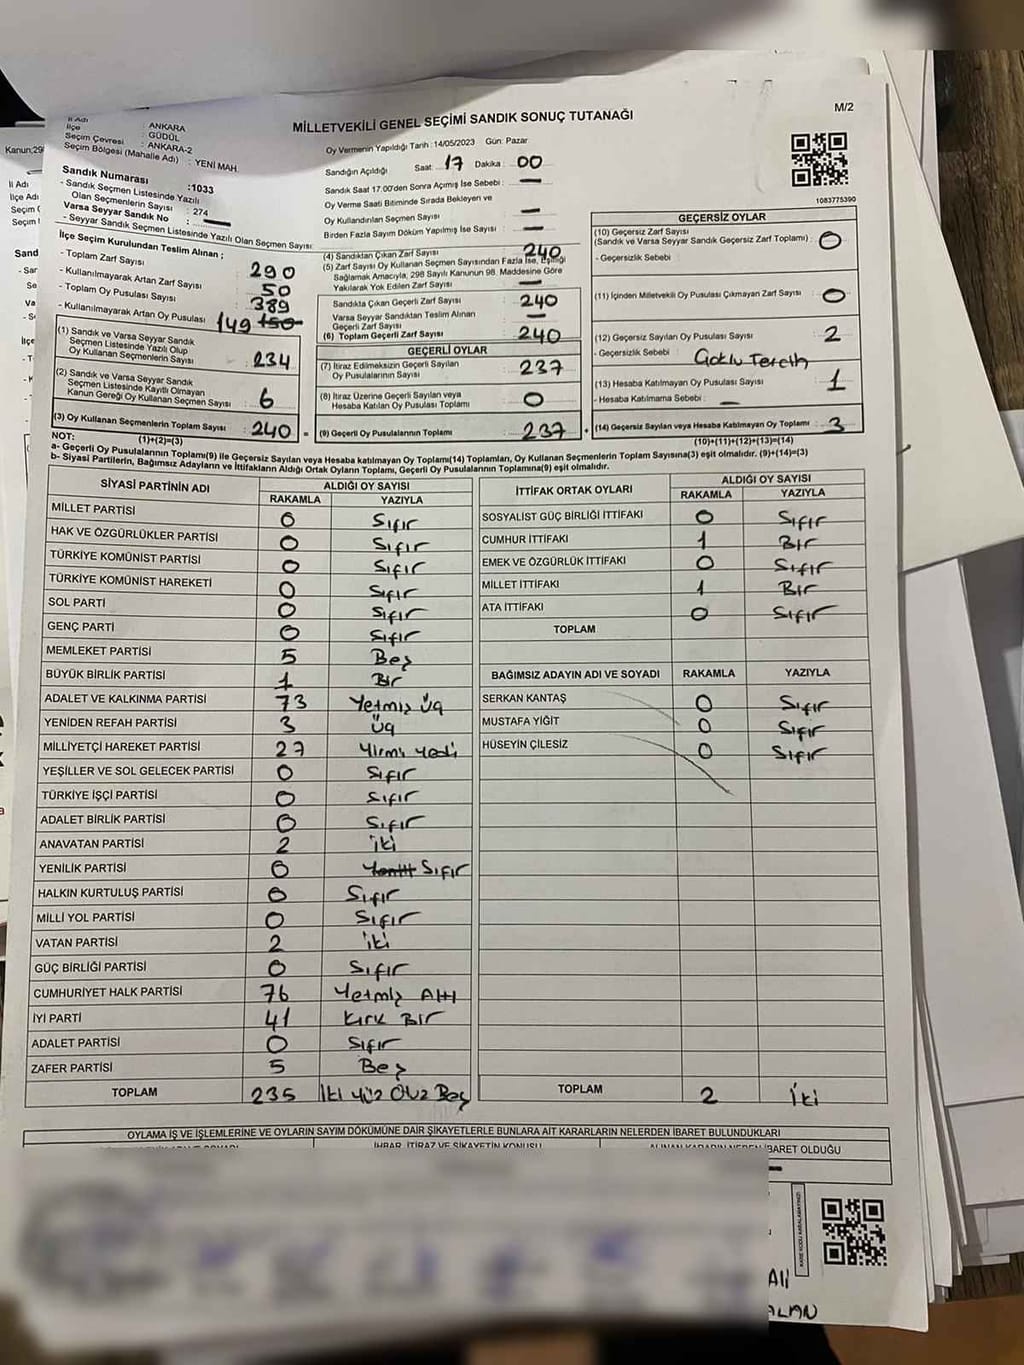 M/2
MİLLETVEKİLİ GENEL SEÇİMİ SANDIK SONUÇ TUTANAĞI
İl Adı : ANKARA
İlçe : GÜDÜL
Seçim Çevresi : ANKARA-2
Seçim Bölgesi (Mahalle Adı) : YENİ MAH.
Sandık Numarası :1033
- Sandık Seçmen Listesinde Yazılı
Olan Seçmenlerin Sayısı : 274
Varsa Seyyar Sandık No : —
- Seyyar Sandık Seçmen Listesinde Yazılı Olan Seçmen Sayısı:
İlçe Seçim Kurulundan Teslim Alınan ;
- Toplam Zarf Sayısı 290
- Kullanılmayarak Artan Zarf Sayısı 50
- Toplam Oy Pusulası Sayısı 389
- Kullanılmayarak Artan Oy Pusulası 149 150
(1) Sandık ve Varsa Seyyar Sandık
Seçmen Listesinde Yazılı Olup
Oy Kullanan Seçmenlerin Sayısı 234
(2) Sandık ve Varsa Seyyar Sandık
Seçmen Listesinde Kayıtlı Olmayan
Kanun Gereği Oy Kullanan Seçmen Sayısı 6
(3) Oy Kullanan Seçmenlerin Toplam Sayısı 240
(1)+(2)=(3)
Oy Vermenin Yapıldığı Tarih :14/05/2023 Gün: Pazar
Sandığın Açıldığı Saat: 17 Dakika : 00
Sandık Saat 17.00'den Sonra Açılmış İse Sebebi : —
Oy Verme Saati Bitiminde Sırada Bekleyen ve
Oy Kullandırılan Seçmen Sayısı —
Birden Fazla Sayım Döküm Yapılmış İse Sayısı : —
(4) Sandıktan Çıkan Zarf Sayısı 240
(5) Zarf Sayısı Oy Kullanan Seçmen Sayısından Fazla İse, Eşitliği
Sağlamak Amacıyla, 298 Sayılı Kanunun 98. Maddesine Göre
Yakılarak Yok Edilen Zarf Sayısı —
Sandıkta Çıkan Geçerli Zarf Sayısı 240
Varsa Seyyar Sandıktan Teslim Alınan
Geçerli Zarf Sayısı —
(6) Toplam Geçerli Zarf Sayısı 240
GEÇERLİ OYLAR
(7) İtiraz Edilmeksizin Geçerli Sayılan
Oy Pusulalarının Sayısı 237
(8) İtiraz Üzerine Geçerli Sayılan veya
Hesaba Katılan Oy Pusulası Toplamı 0
(9) Geçerli Oy Pusulalarının Toplamı 237
1083775390
GEÇERSİZ OYLAR
(10) Geçersiz Zarf Sayısı
(Sandık ve Varsa Seyyar Sandık Geçersiz Zarf Toplamı) : 0
- Geçersizlik Sebebi
(11) İçinden Milletvekili Oy Pusulası Çıkmayan Zarf Sayısı 0
(12) Geçersiz Sayılan Oy Pusulası Sayısı 2
- Geçersizlik Sebebi : Çoklu Tercih
(13) Hesaba Katılmayan Oy Pusulası Sayısı 1
- Hesaba Katılmama Sebebi : —
(14) Geçersiz Sayılan veya Hesaba Katılmayan Oy Toplamı 3
(10)+(11)+(12)+(13)=(14)
NOT:
a- Geçerli Oy Pusulasının Toplamı(9) ile Geçersiz Sayılan veya Hesaba katılmayan Oy Toplamı(14) Toplamları, Oy Kullanan Seçmenlerin Toplam Sayısına(3) eşit olmalıdır. (9)+(14)=(3)
b- Siyasi Partilerin, Bağımsız Adayların ve İttifakların Aldığı Ortak Oyların Toplamı, Geçerli Oy Pusulalarının Toplamına(9) eşit olmalıdır.
SİYASİ PARTİNİN ADI ALDIĞI OY SAYISI
RAKAMLA YAZIYLA
MİLLET PARTİSİ 0 Sıfır
HAK VE ÖZGÜRLÜKLER PARTİSİ 0 Sıfır
TÜRKİYE KOMÜNİST PARTİSİ 0 Sıfır
TÜRKİYE KOMÜNİST HAREKETİ 0 Sıfır
SOL PARTİ 0 Sıfır
GENÇ PARTİ 0 Sıfır
MEMLEKET PARTİSİ 5 Beş
BÜYÜK BİRLİK PARTİSİ 1 Bir
ADALET VE KALKINMA PARTİSİ 73 Yetmiş Üç
YENİDEN REFAH PARTİSİ 3 Üç
MİLLİYETÇİ HAREKET PARTİSİ 27 Yirmi Yedi
YEŞİLLER VE SOL GELECEK PARTİSİ 0 Sıfır
TÜRKİYE İŞÇİ PARTİSİ 0 Sıfır
ADALET BİRLİK PARTİSİ 0 Sıfır
ANAVATAN PARTİSİ 2 İki
YENİLİK PARTİSİ 0 Sıfır
HALKIN KURTULUŞ PARTİSİ 0 Sıfır
MİLLİ YOL PARTİSİ 0 Sıfır
VATAN PARTİSİ 2 İki
GÜÇ BİRLİĞİ PARTİSİ 0 Sıfır
CUMHURİYET HALK PARTİSİ 76 Yetmiş Altı
İYİ PARTİ 41 Kırk Bir
ADALET PARTİSİ 0 Sıfır
ZAFER PARTİSİ 5 Beş
TOPLAM 235 İki Yüz Otuz Beş
İTTİFAK ORTAK OYLARI ALDIĞI OY SAYISI
RAKAMLA YAZIYLA
SOSYALİST GÜÇ BİRLİĞİ İTTİFAKI 0 Sıfır
CUMHUR İTTİFAKI 1 Bir
EMEK VE ÖZGÜRLÜK İTTİFAKI 0 Sıfır
MİLLET İTTİFAKI 1 Bir
ATA İTTİFAKI 0 Sıfır
TOPLAM
BAĞIMSIZ ADAYIN ADI VE SOYADI RAKAMLA YAZIYLA
SERKAN KANTAŞ 0 Sıfır
MUSTAFA YİĞİT 0 Sıfır
HÜSEYİN ÇİLESİZ 0 Sıfır
TOPLAM 2 İki
OYLAMA İŞ VE İŞLEMLERİNE VE OYLARIN SAYIM DÖKÜMÜNE DAİR ŞİKAYETLERLE BUNLARA AİT KARARLARIN NELERDEN İBARET BULUNDUKLARI
İHBAR, İTİRAZ VE ŞİKAYETİN KONUSU
ALINAN KARARIN NEDEN İBARET OLDUĞU
Ali
ALAN